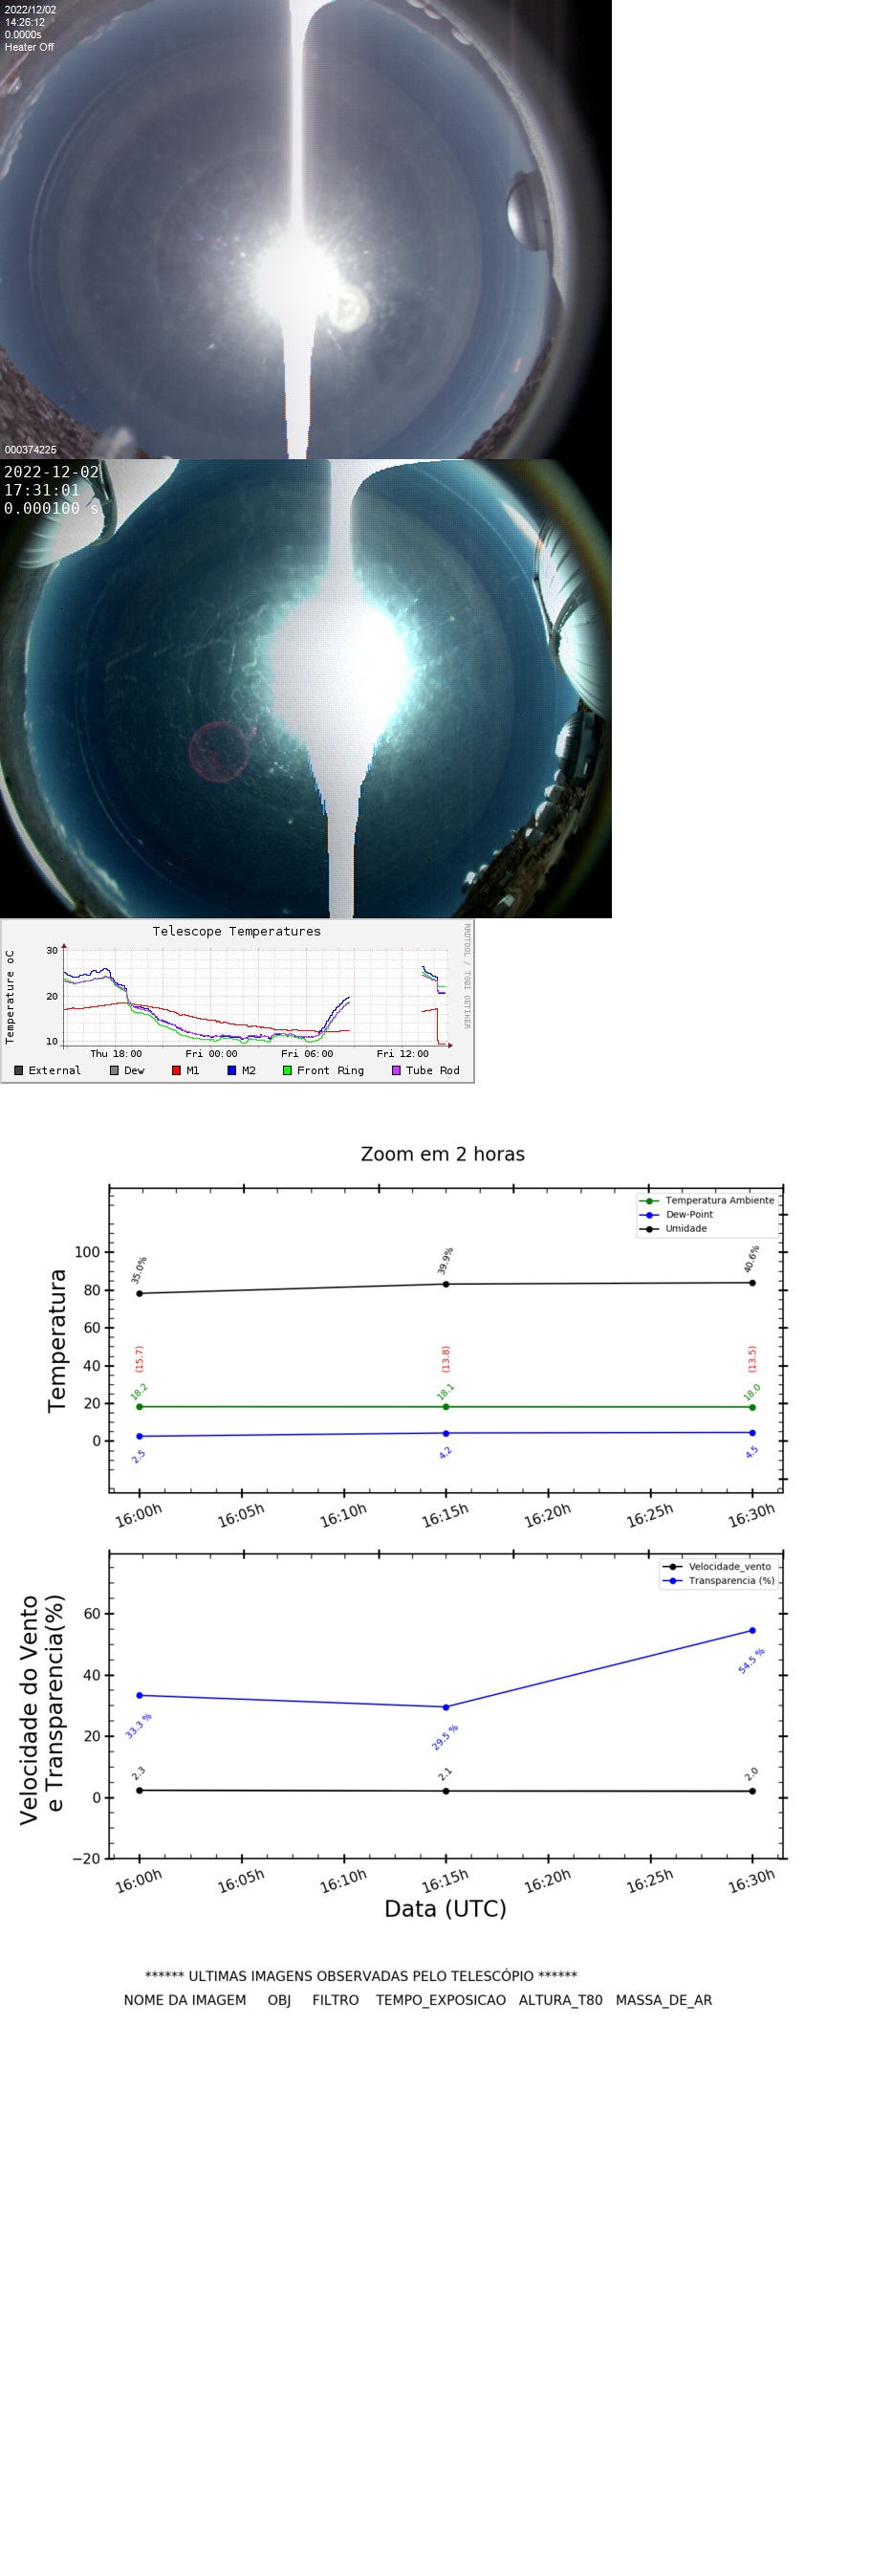 2022/12/02
14:26:12
0.0000s
Heater Off
000374225
2022-12-02
17:31:01
0.000100 s
Telescope Temperatures
RRDTOOL / TOBI OETIKER
Temperature oC
30
20
10
Thu 18:00 Fri 00:00 Fri 06:00 Fri 12:00
External Dew M1 M2 Front Ring Tube Rod
Zoom em 2 horas
Temperatura Ambiente
Dew-Point
Umidade
Temperatura
100
80
60
40
20
0
35.0% 39.9% 40.6%
(15.7) (13.8) (13.5)
18.2 18.1 18.0
2.5 4.2 4.5
16:00h 16:05h 16:10h 16:15h 16:20h 16:25h 16:30h
Velocidade_vento
Transparencia (%)
Velocidade do Vento
e Transparencia(%)
60
40
20
0
−20
33.3 % 29.5 % 54.5 %
2.3 2.1 2.0
16:00h 16:05h 16:10h 16:15h 16:20h 16:25h 16:30h
Data (UTC)
****** ULTIMAS IMAGENS OBSERVADAS PELO TELESCÓPIO ******
NOME DA IMAGEM OBJ FILTRO TEMPO_EXPOSICAO ALTURA_T80 MASSA_DE_AR